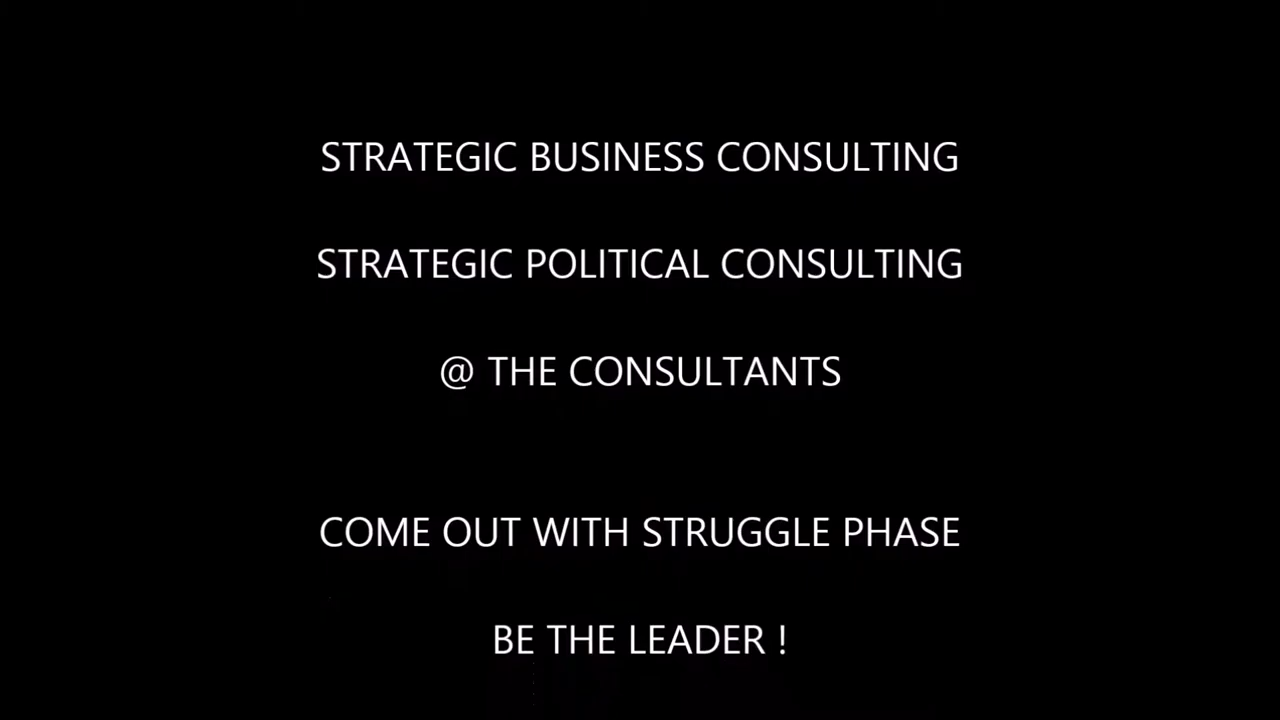 STRATEGIC BUSINESS CONSULTING
STRATEGIC POLITICAL CONSULTING
@ THE CONSULTANTS
COME OUT WITH STRUGGLE PHASE
BE THE LEADER !